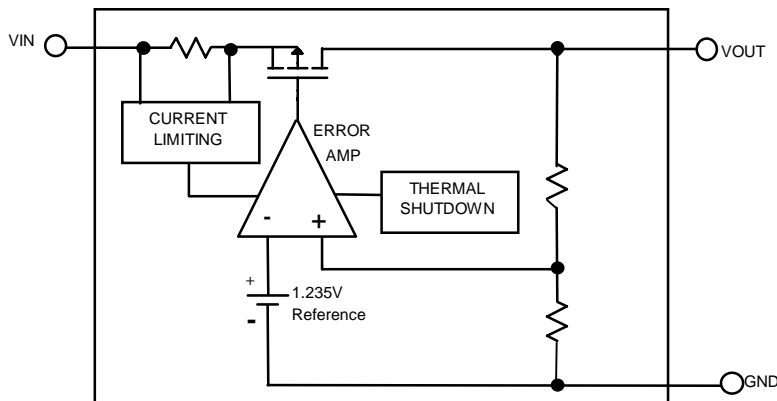 VIN
VOUT
CURRENT
LIMITING
ERROR
AMP
THERMAL
SHUTDOWN
- +
+
1.235V
Reference
-
GND